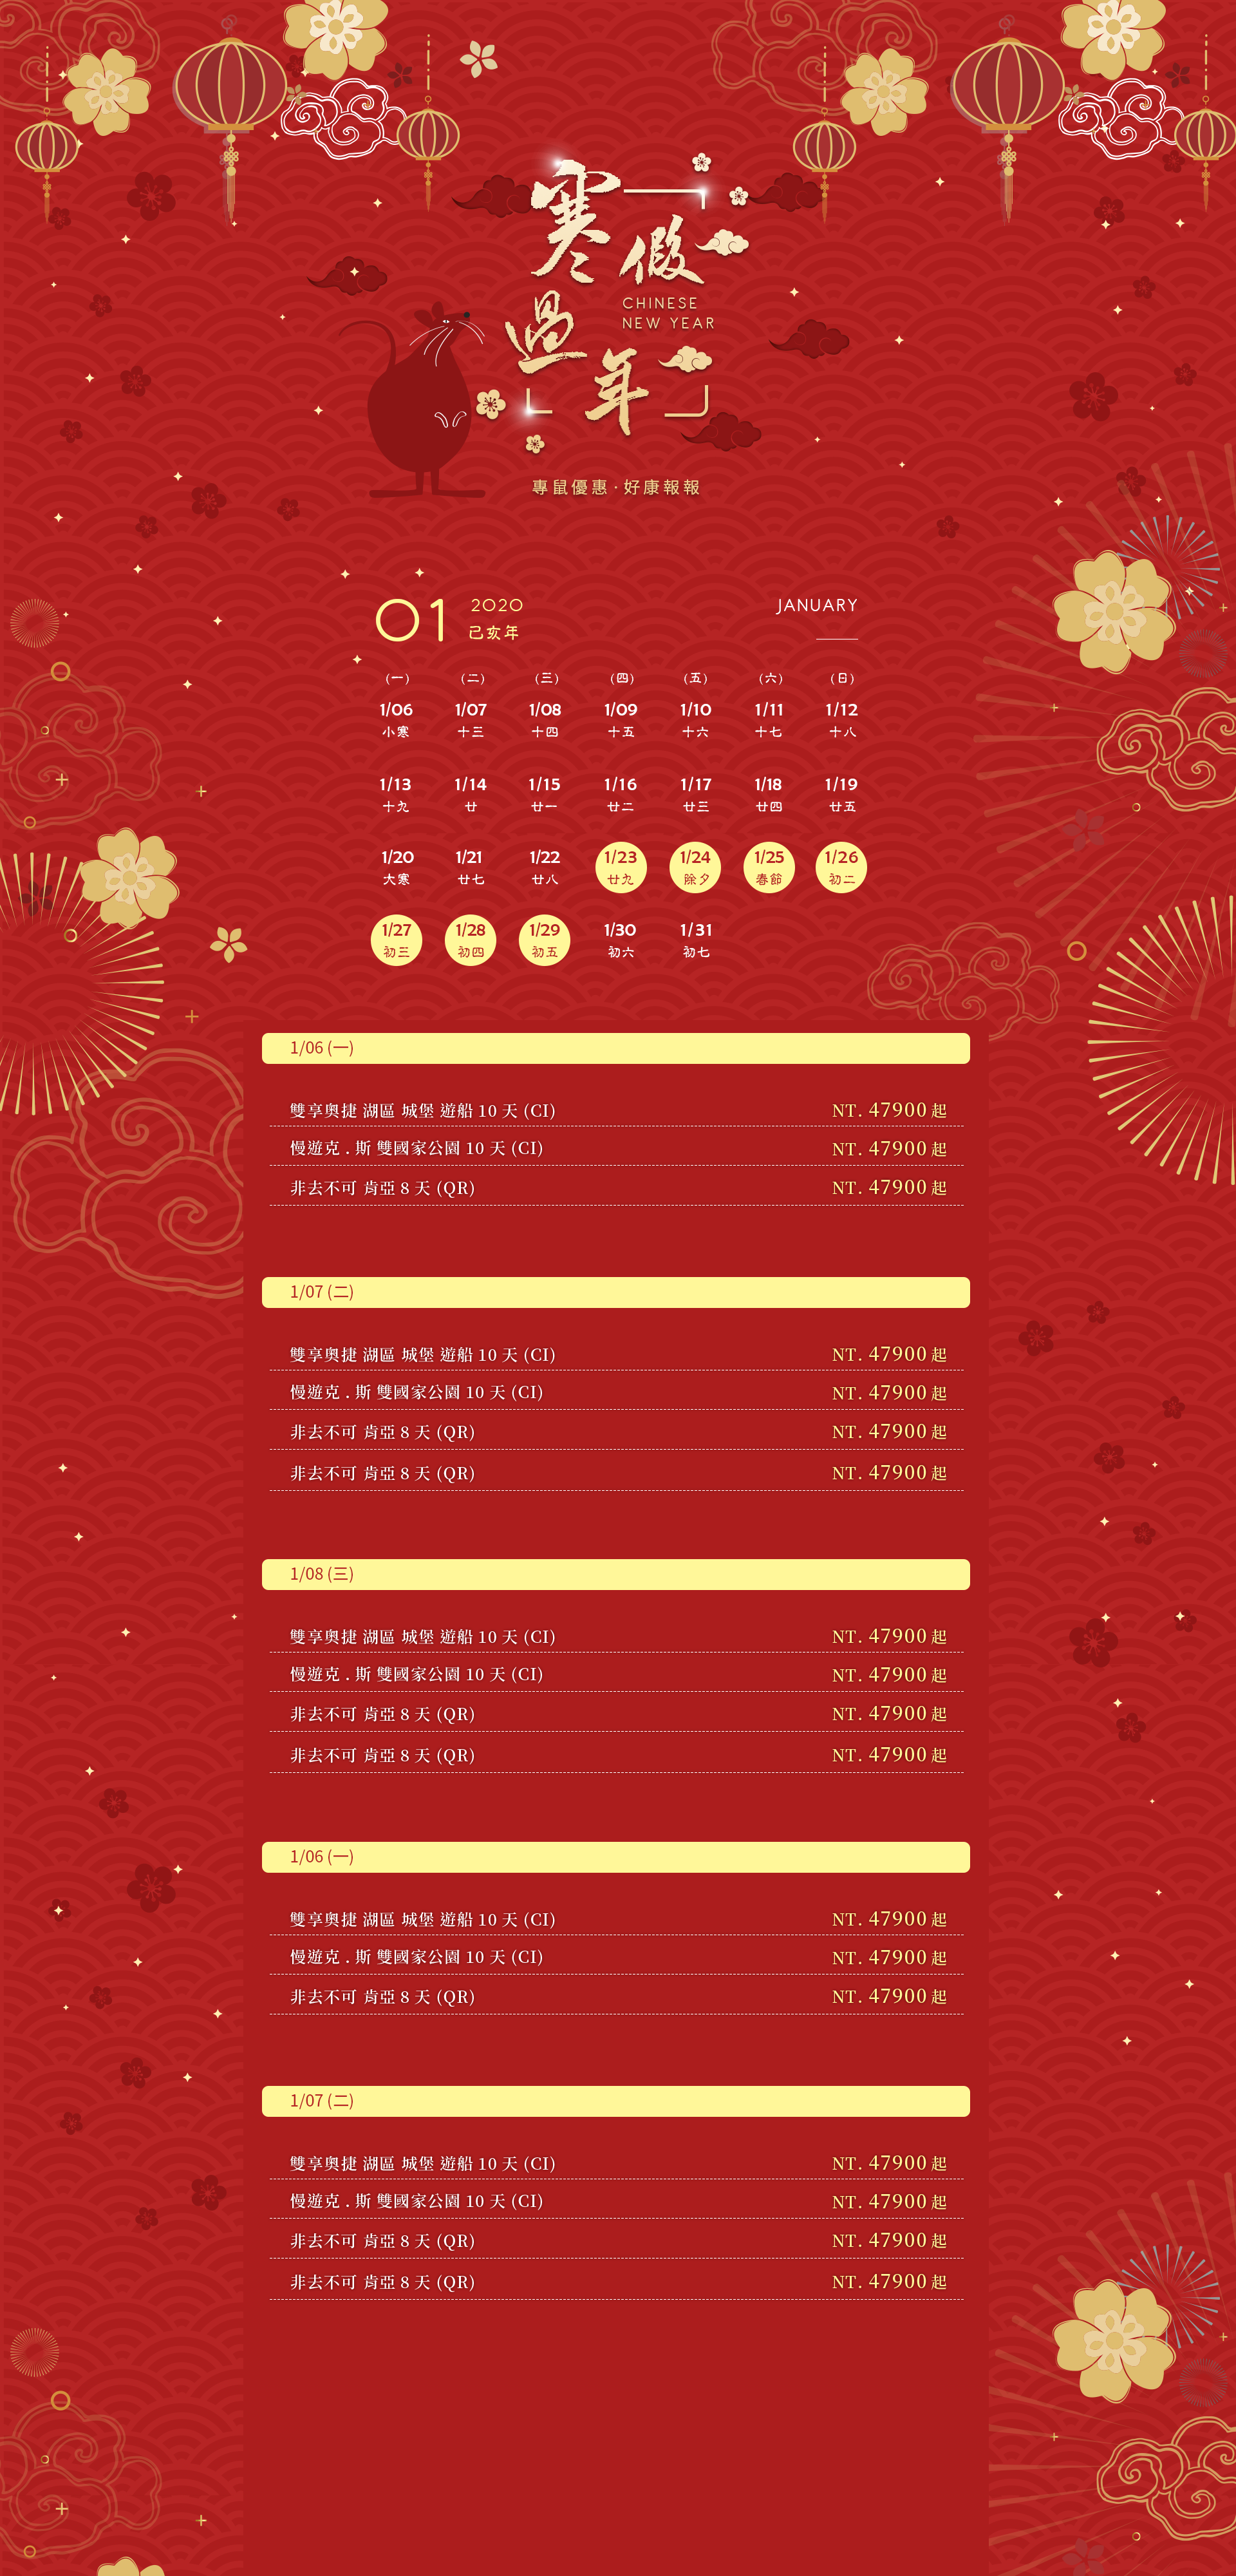 寒假
CHINESE
NEW YEAR
過年
專鼠優惠·好康報報
01 2020 JANUARY
己亥年
(一) (二) (三) (四) (五) (六) (日)
1/06 1/07 1/08 1/09 1/10 1/11 1/12
小寒 十三 十四 十五 十六 十七 十八
1/13 1/14 1/15 1/16 1/17 1/18 1/19
十九 廿 廿一 廿二 廿三 廿四 廿五
1/20 1/21 1/22 1/23 1/24 1/25 1/26
大寒 廿七 廿八 廿九 除夕 春節 初二
1/27 1/28 1/29 1/30 1/31
初三 初四 初五 初六 初七
1/06 (一)
雙享奧捷 湖區 城堡 遊船 10 天 (CI) NT. 47900 起
慢遊克 . 斯 雙國家公園 10 天 (CI) NT. 47900 起
非去不可 肯亞 8 天 (QR) NT. 47900 起
1/07 (二)
雙享奧捷 湖區 城堡 遊船 10 天 (CI) NT. 47900 起
慢遊克 . 斯 雙國家公園 10 天 (CI) NT. 47900 起
非去不可 肯亞 8 天 (QR) NT. 47900 起
非去不可 肯亞 8 天 (QR) NT. 47900 起
1/08 (三)
雙享奧捷 湖區 城堡 遊船 10 天 (CI) NT. 47900 起
慢遊克 . 斯 雙國家公園 10 天 (CI) NT. 47900 起
非去不可 肯亞 8 天 (QR) NT. 47900 起
非去不可 肯亞 8 天 (QR) NT. 47900 起
1/06 (一)
雙享奧捷 湖區 城堡 遊船 10 天 (CI) NT. 47900 起
慢遊克 . 斯 雙國家公園 10 天 (CI) NT. 47900 起
非去不可 肯亞 8 天 (QR) NT. 47900 起
1/07 (二)
雙享奧捷 湖區 城堡 遊船 10 天 (CI) NT. 47900 起
慢遊克 . 斯 雙國家公園 10 天 (CI) NT. 47900 起
非去不可 肯亞 8 天 (QR) NT. 47900 起
非去不可 肯亞 8 天 (QR) NT. 47900 起